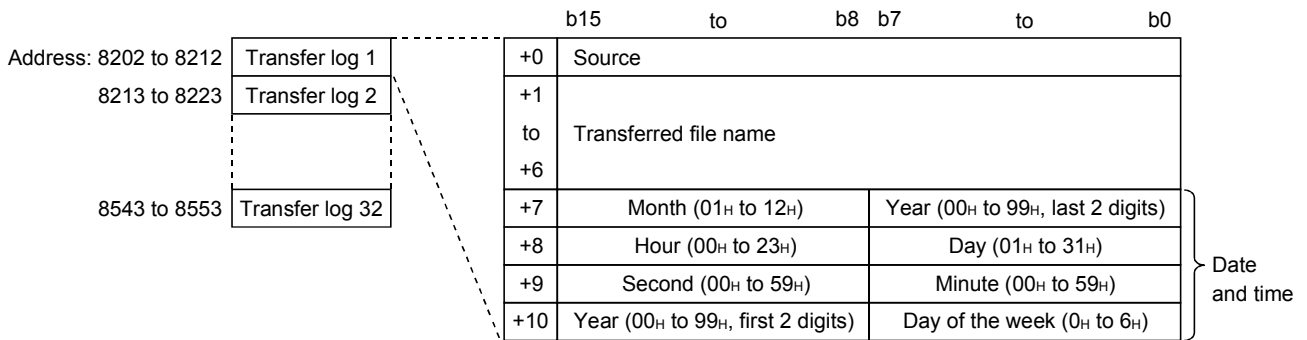 b15 to b8 b7 to b0
Address: 8202 to 8212 Transfer log 1 +0 Source
8213 to 8223 Transfer log 2 +1
to Transferred file name
+6
8543 to 8553 Transfer log 32 +7 Month (01H to 12H) Year (00H to 99H, last 2 digits)
+8 Hour (00H to 23H) Day (01H to 31H)
+9 Second (00H to 59H) Minute (00H to 59H)
+10 Year (00H to 99H, first 2 digits) Day of the week (0H to 6H)
Date
and time